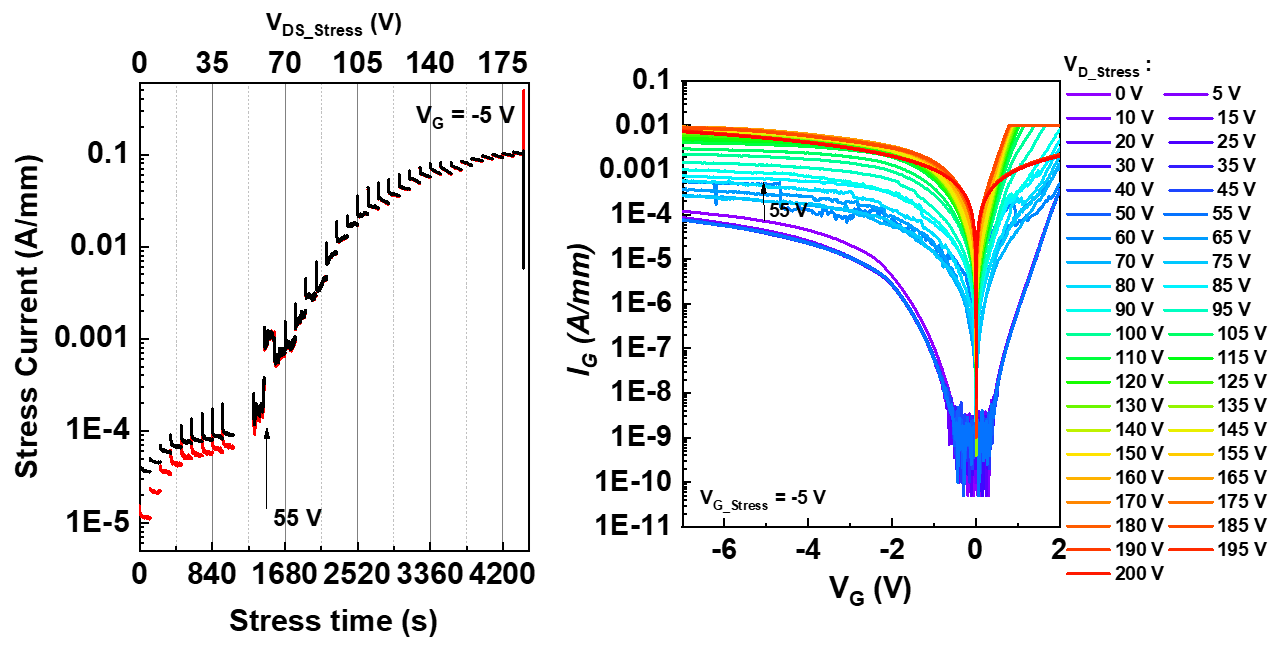 V_DS_Stress (V)
0 35 70 105 140 175
V_G = -5 V
0.1
0.01
0.001
1E-4
1E-5
Stress Current (A/mm)
55 V
0 840 1680 2520 3360 4200
Stress time (s)
0.1
0.01
0.001
1E-4
1E-5
1E-6
1E-7
1E-8
1E-9
1E-10
1E-11
I_G (A/mm)
55 V
V_G_Stress = -5 V
-6 -4 -2 0 2
V_G (V)
V_D_Stress :
0 V 5 V
10 V 15 V
20 V 25 V
30 V 35 V
40 V 45 V
50 V 55 V
60 V 65 V
70 V 75 V
80 V 85 V
90 V 95 V
100 V 105 V
110 V 115 V
120 V 125 V
130 V 135 V
140 V 145 V
150 V 155 V
160 V 165 V
170 V 175 V
180 V 185 V
190 V 195 V
200 V